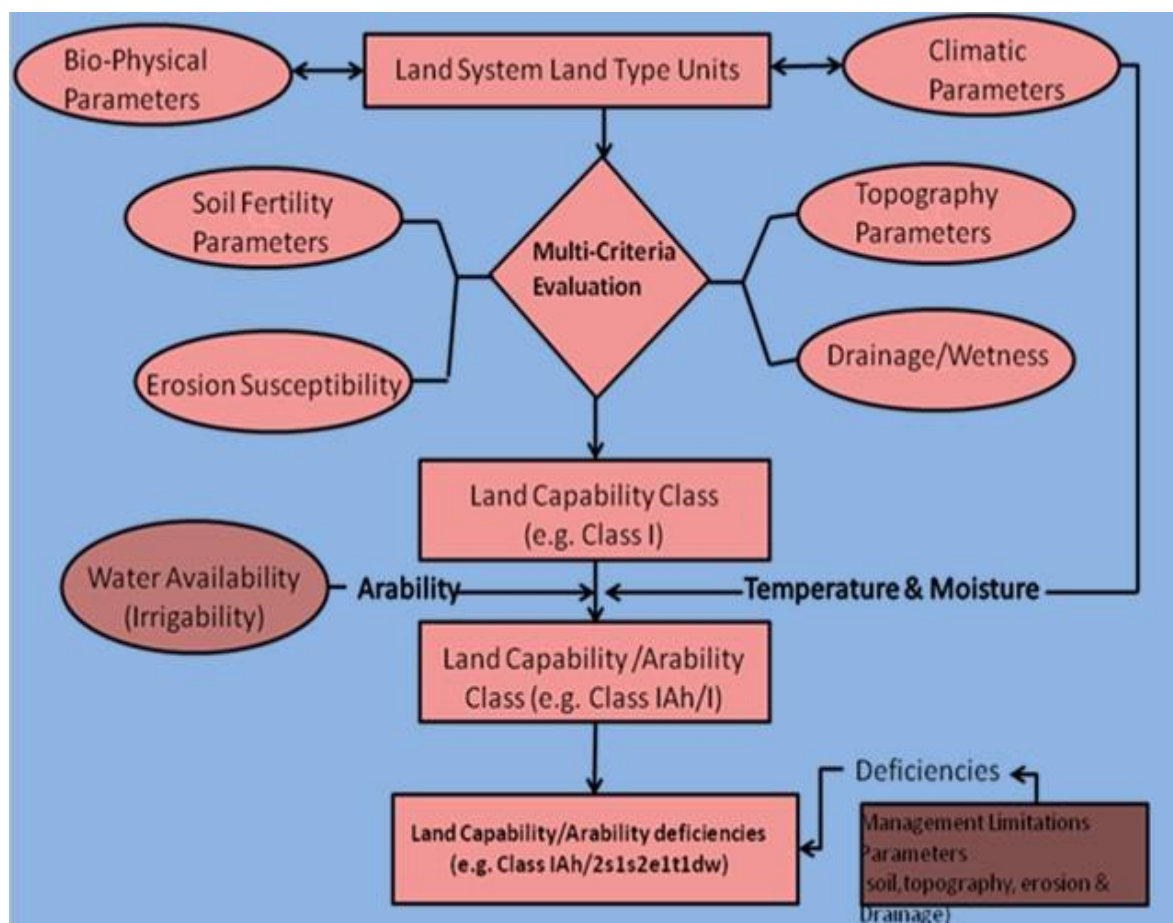 Bio-Physical
Parameters
Land System Land Type Units
Climatic
Parameters
Soil Fertility
Parameters
Topography
Parameters
Multi-Criteria
Evaluation
Erosion Susceptibility
Drainage/Wetness
Land Capability Class
(e.g. Class I)
Water Availability
(Irrigability)
Arability
Temperature & Moisture
Land Capability /Arability
Class (e.g. Class IAh/I)
Deficiencies
Land Capability/Arability deficiencies
(e.g. Class IAh/2s1s2e1t1dw)
Management Limitations
Parameters
soil, topography, erosion &
Drainage)